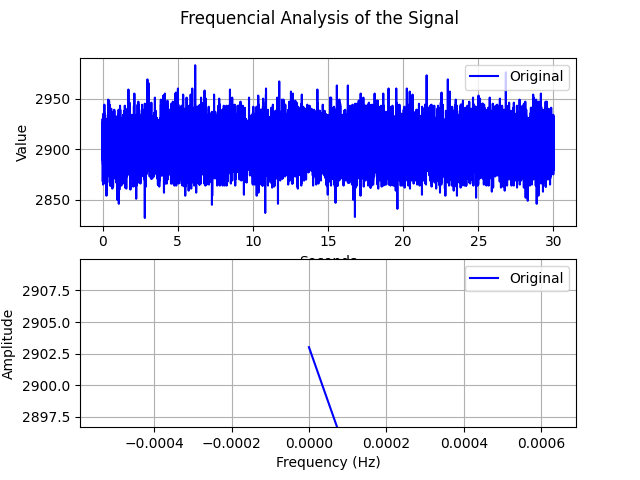 Frequencial Analysis of the Signal
Original
Value
2950
2900
2850
0 5 10 15 20 25 30
Seconds
Original
Amplitude
2907.5
2905.0
2902.5
2900.0
2897.5
−0.0004 −0.0002 0.0000 0.0002 0.0004 0.0006
Frequency (Hz)